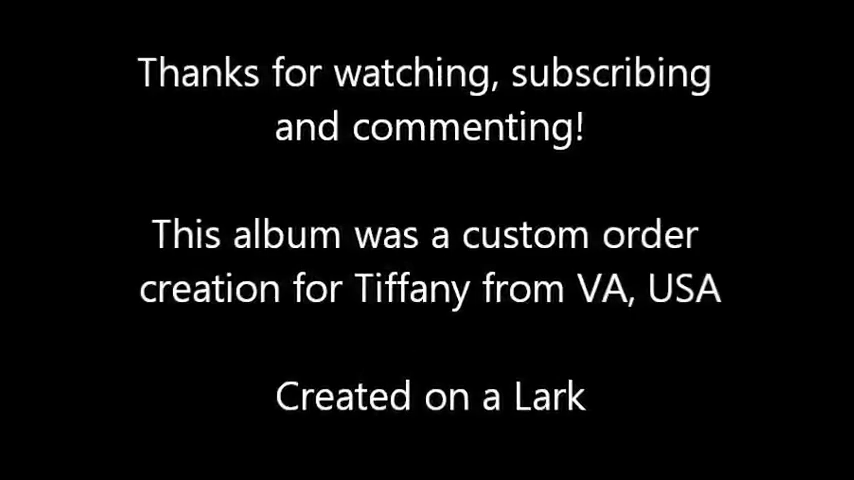 Thanks for watching, subscribing
and commenting!
This album was a custom order
creation for Tiffany from VA, USA
Created on a Lark